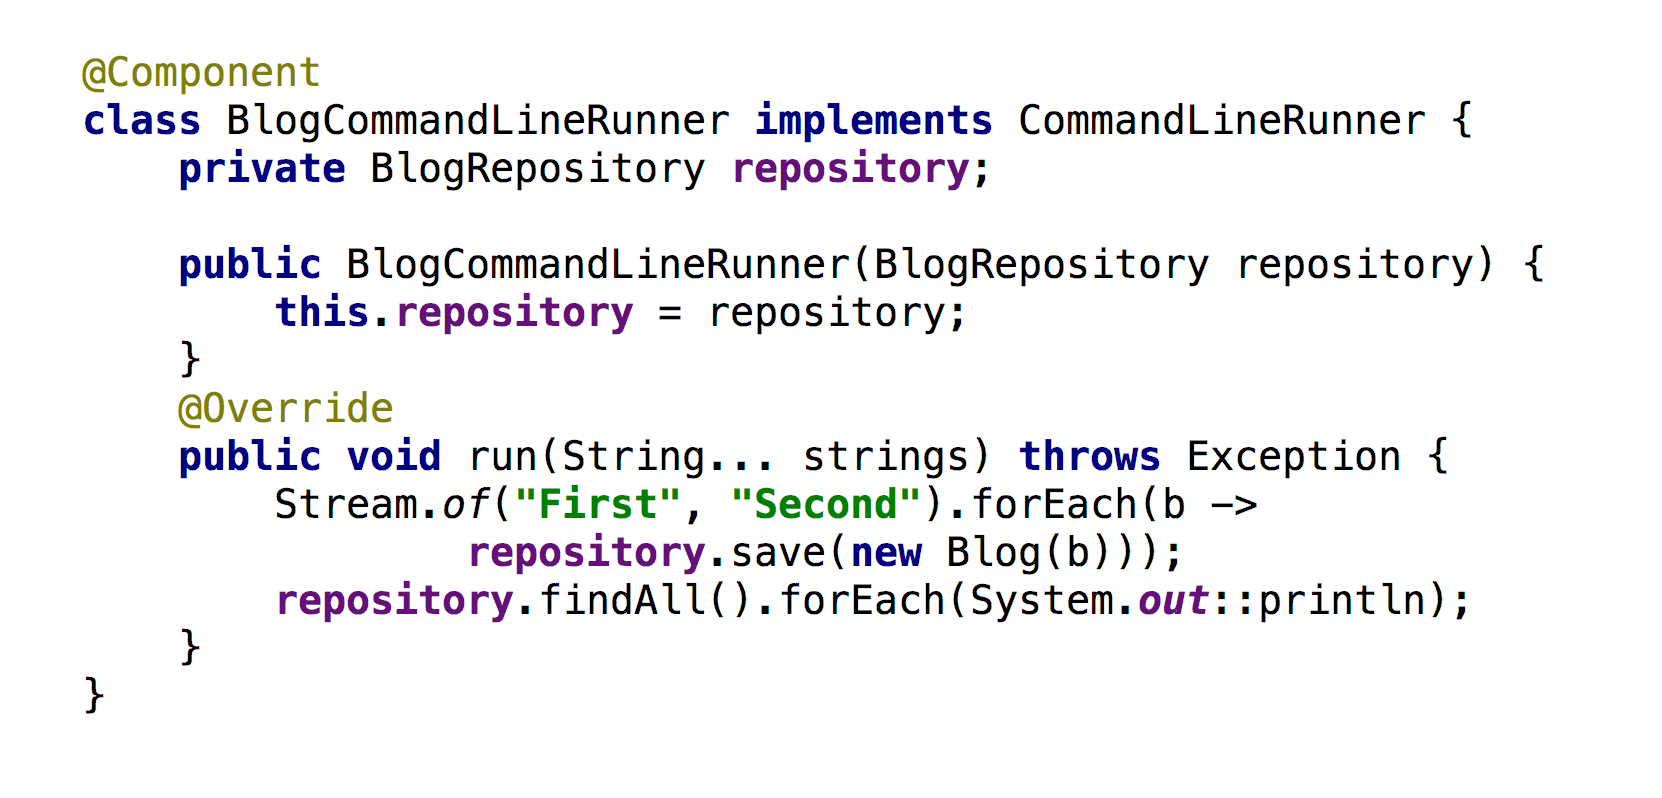 @Component
class BlogCommandLineRunner implements CommandLineRunner {
    private BlogRepository repository;

    public BlogCommandLineRunner(BlogRepository repository) {
        this.repository = repository;
    }
    @Override
    public void run(String... strings) throws Exception {
        Stream.of("First", "Second").forEach(b ->
                repository.save(new Blog(b)));
        repository.findAll().forEach(System.out::println);
    }
}